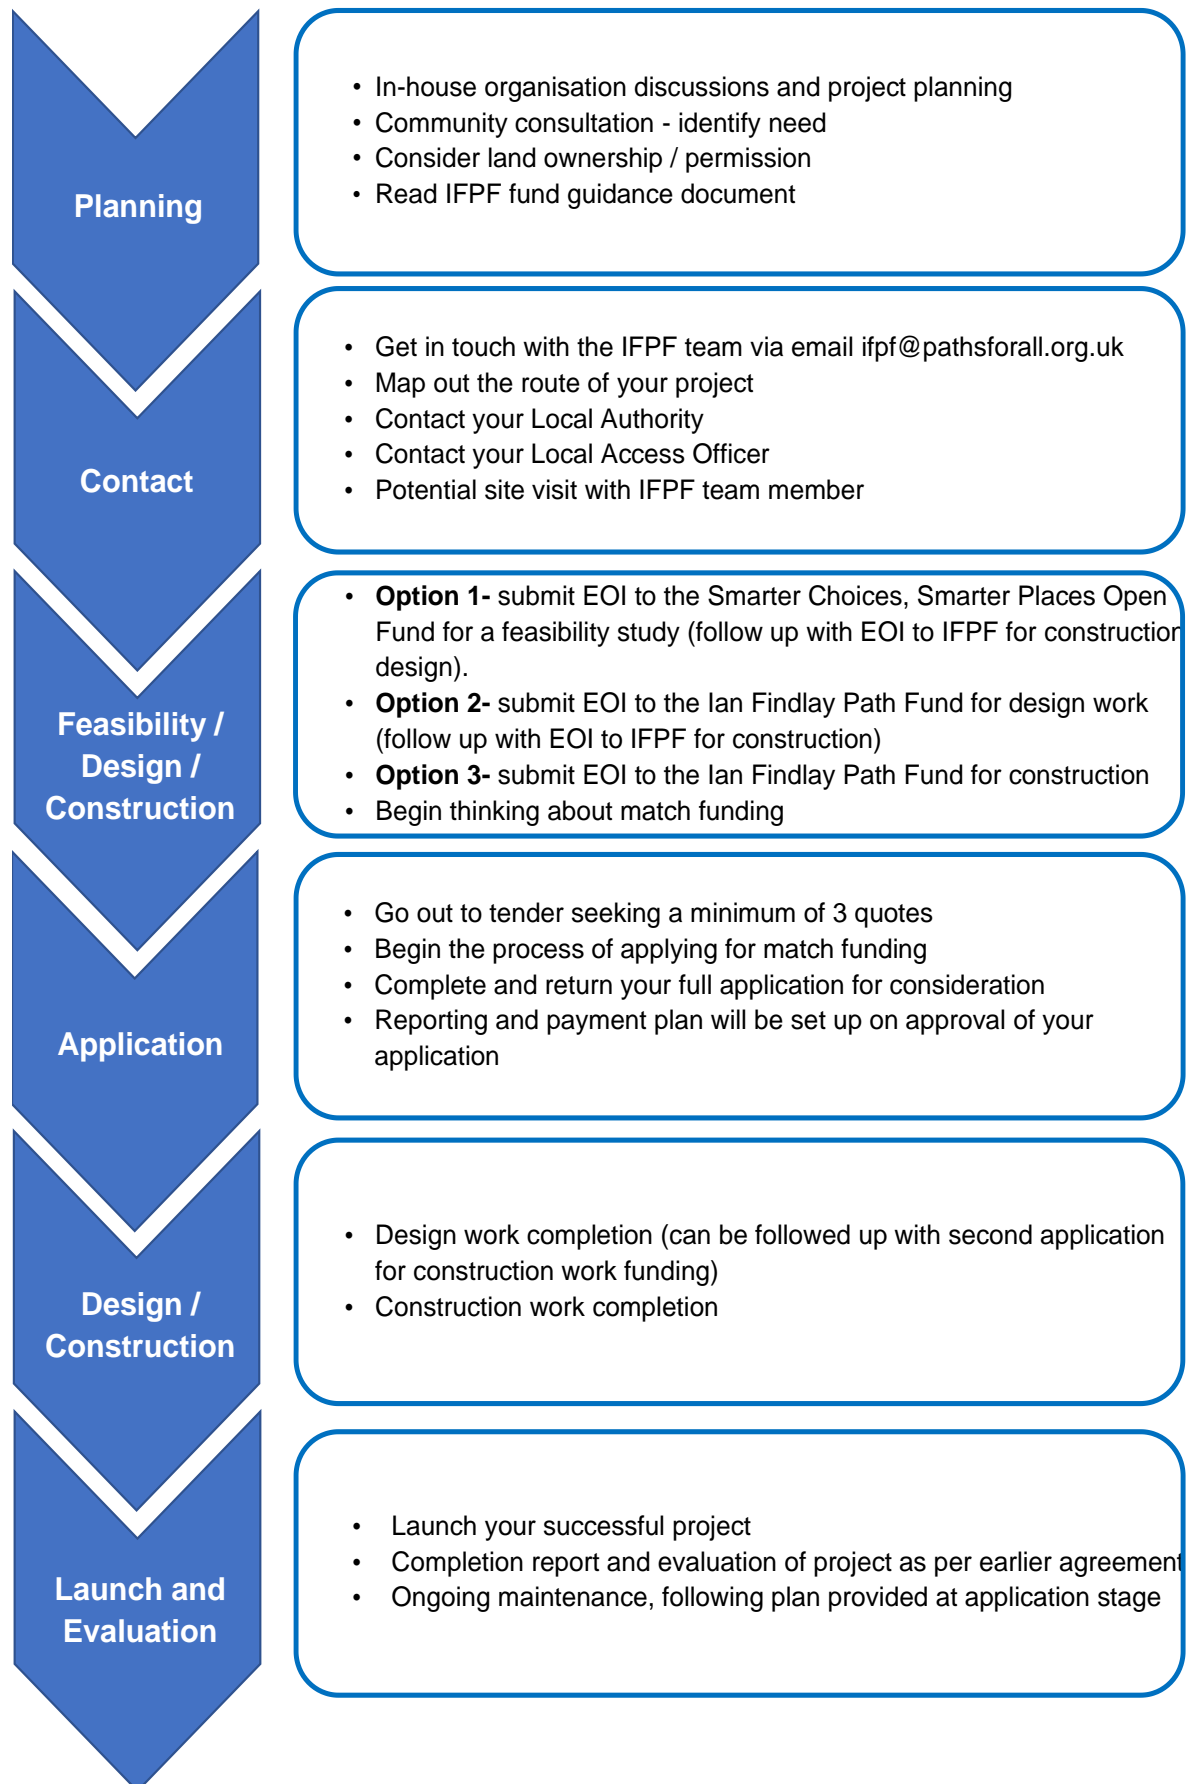 Planning
• In-house organisation discussions and project planning
• Community consultation - identify need
• Consider land ownership / permission
• Read IFPF fund guidance document
Contact
• Get in touch with the IFPF team via email ifpf@pathsforall.org.uk
• Map out the route of your project
• Contact your Local Authority
• Contact your Local Access Officer
• Potential site visit with IFPF team member
Feasibility /
Design /
Construction
• Option 1- submit EOI to the Smarter Choices, Smarter Places Open
Fund for a feasibility study (follow up with EOI to IFPF for construction
design).
• Option 2- submit EOI to the Ian Findlay Path Fund for design work
(follow up with EOI to IFPF for construction)
• Option 3- submit EOI to the Ian Findlay Path Fund for construction
• Begin thinking about match funding
Application
• Go out to tender seeking a minimum of 3 quotes
• Begin the process of applying for match funding
• Complete and return your full application for consideration
• Reporting and payment plan will be set up on approval of your
application
Design /
Construction
• Design work completion (can be followed up with second application
for construction work funding)
• Construction work completion
Launch and
Evaluation
• Launch your successful project
• Completion report and evaluation of project as per earlier agreement
• Ongoing maintenance, following plan provided at application stage